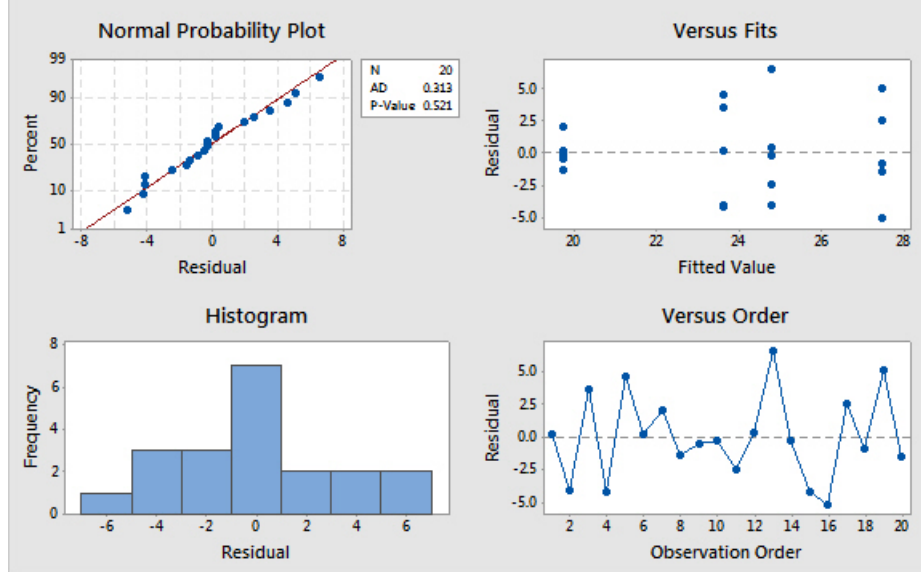 Normal Probability Plot
99
90
50
10
1
Percent
-8 -4 0 4 8
Residual
N 20
AD 0.313
P-Value 0.521
Versus Fits
5.0
2.5
0.0
-2.5
-5.0
Residual
20 22 24 26 28
Fitted Value
Histogram
8
6
4
2
0
Frequency
-6 -4 -2 0 2 4 6
Residual
Versus Order
5.0
2.5
0.0
-2.5
-5.0
Residual
2 4 6 8 10 12 14 16 18 20
Observation Order